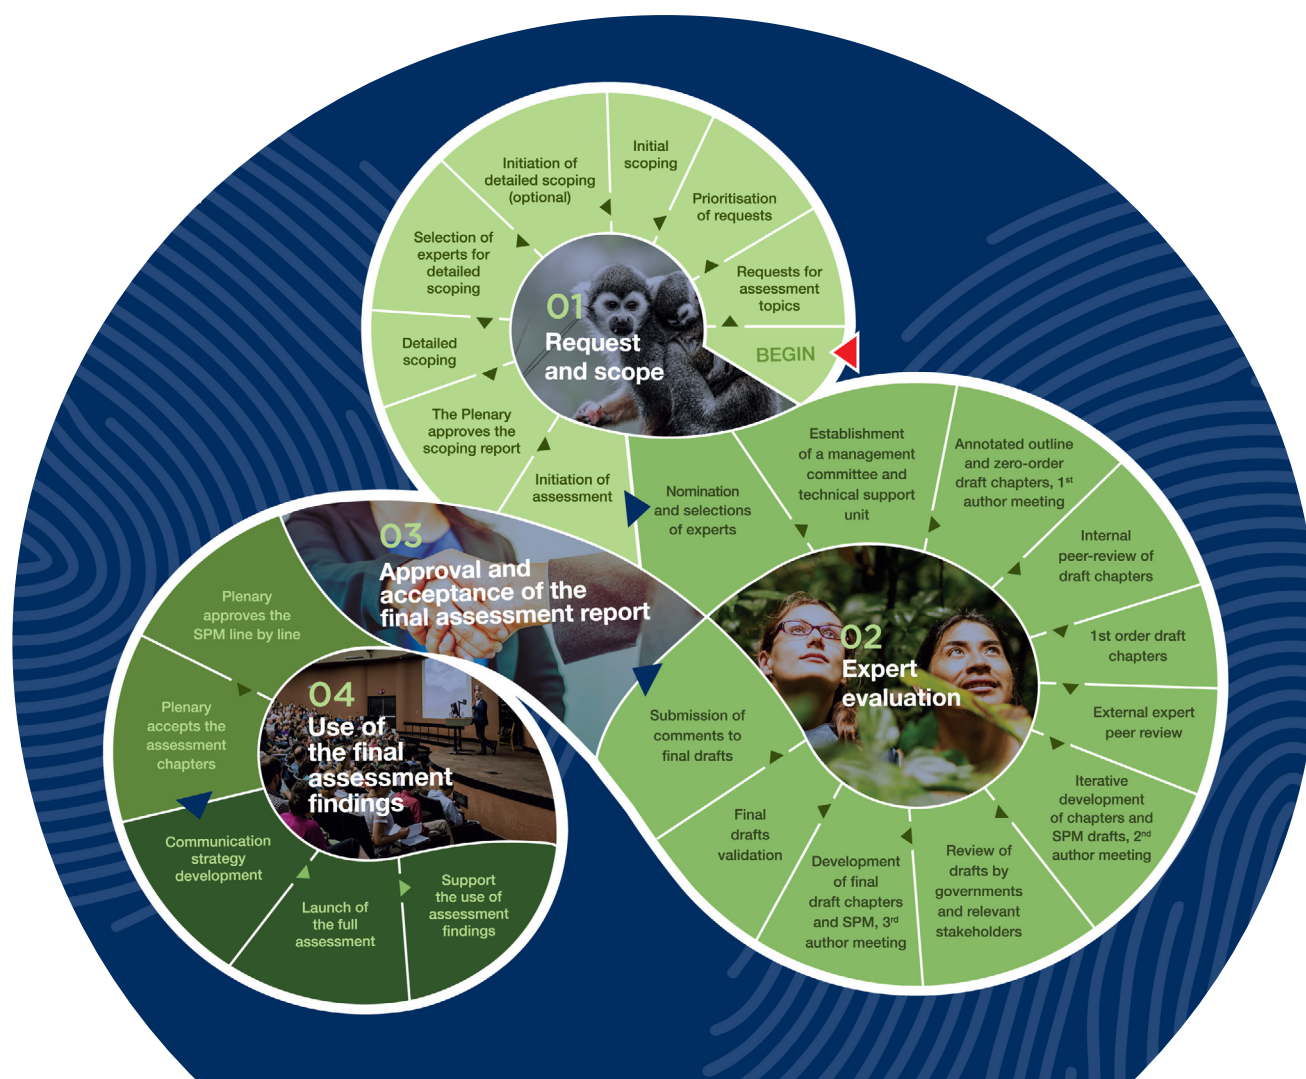 01
Request
and scope
BEGIN
Requests for
assessment
topics
Prioritisation
of requests
Initial
scoping
Initiation of
detailed scoping
(optional)
Selection of
experts for
detailed
scoping
Detailed
scoping
The Plenary
approves the
scoping report
Initiation of
assessment
02
Expert
evaluation
Nomination
and selections
of experts
Establishment
of a management
committee and
technical support
unit
Annotated outline
and zero-order
draft chapters, 1st
author meeting
Internal
peer-review of
draft chapters
1st order draft
chapters
External expert
peer review
Iterative
development
of chapters and
SPM drafts, 2nd
author meeting
Review of
drafts by
governments
and relevant
stakeholders
Development
of final
draft chapters
and SPM, 3rd
author meeting
Final
drafts
validation
Submission of
comments to
final drafts
03
Approval and
acceptance of the
final assessment report
Plenary
approves the
SPM line by line
Plenary
accepts the
assessment
chapters
04
Use of
the final
assessment
findings
Communication
strategy
development
Launch of
the full
assessment
Support
the use of
assessment
findings